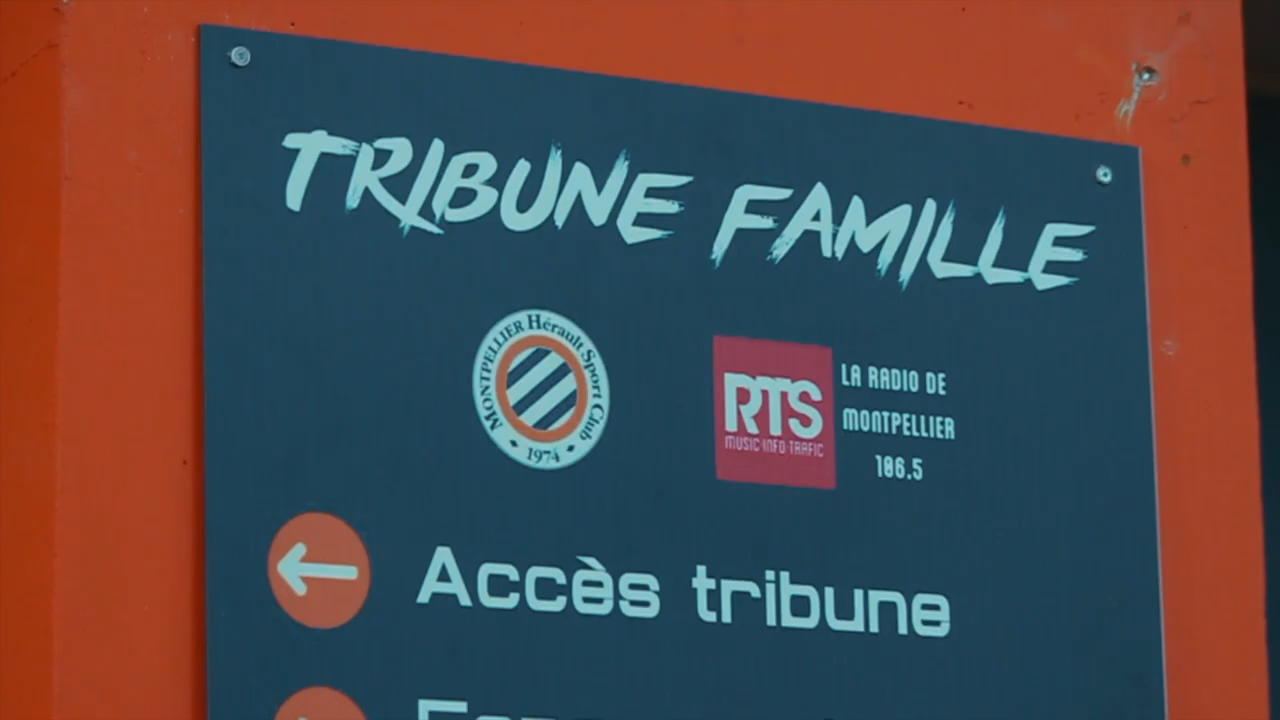 TRIBUNE FAMILLE
MONTPELLIER Hérault Sport Club
1974
RTS
MUSIC INFO TRAFIC
LA RADIO DE
MONTPELLIER
106.5
Accès tribune